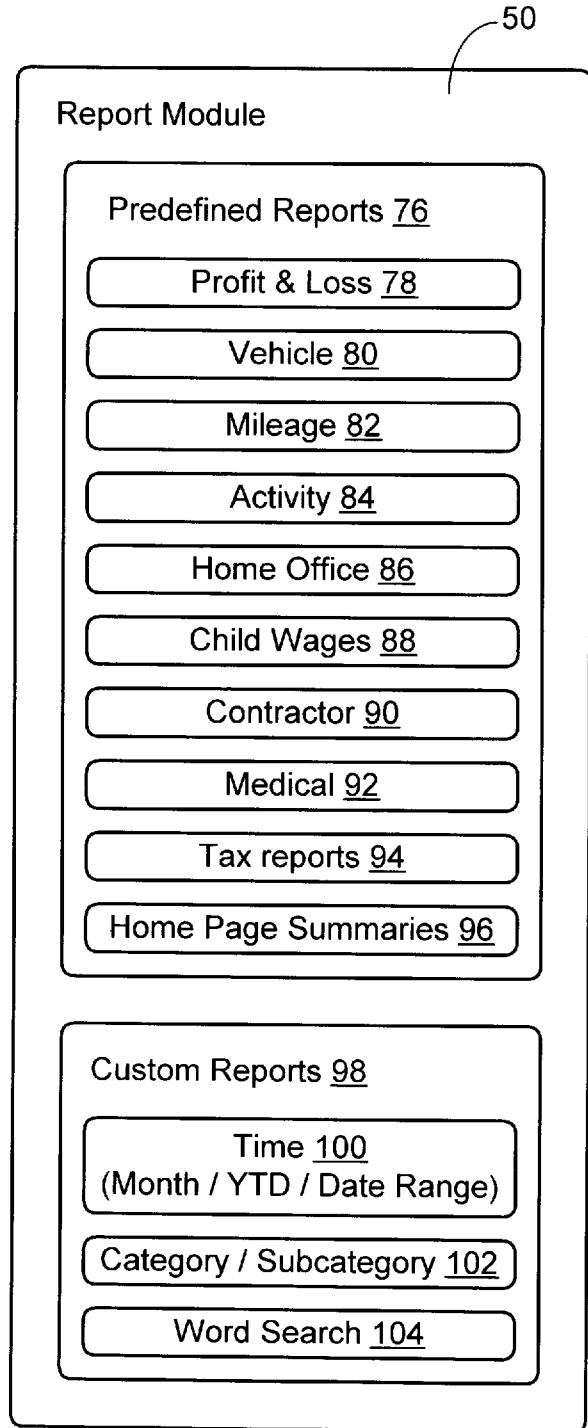 50
Report Module
Predefined Reports 76
Profit & Loss 78
Vehicle 80
Mileage 82
Activity 84
Home Office 86
Child Wages 88
Contractor 90
Medical 92
Tax reports 94
Home Page Summaries 96
Custom Reports 98
Time 100
(Month / YTD / Date Range)
Category / Subcategory 102
Word Search 104